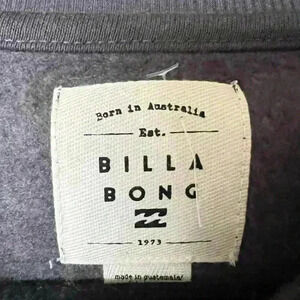 Born in Australia
Est.
BILLA
BONG
1973
made in guatemala/